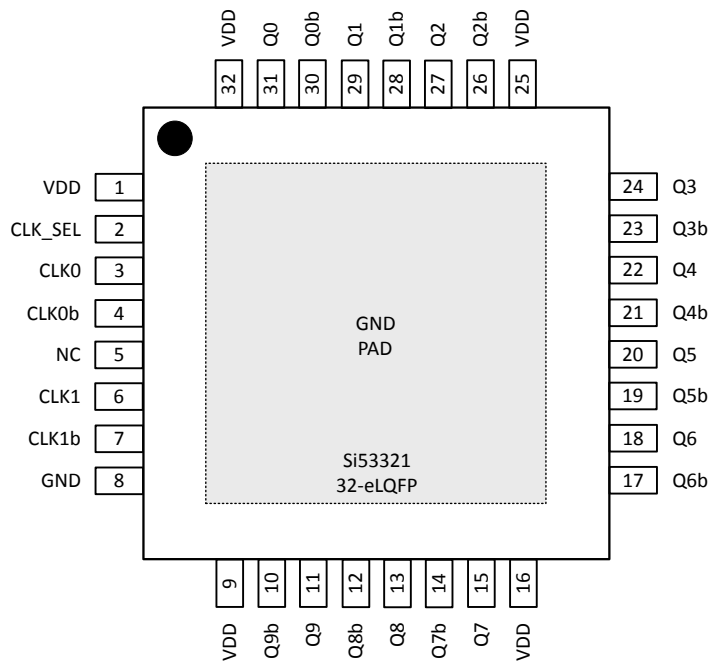 VDD Q0 Q0b Q1 Q1b Q2 Q2b VDD
32 31 30 29 28 27 26 25
VDD 1 24 Q3
CLK_SEL 2 23 Q3b
CLK0 3 22 Q4
CLK0b 4 21 Q4b
NC 5 20 Q5
CLK1 6 19 Q5b
CLK1b 7 18 Q6
GND 8 17 Q6b
GND
PAD
Si53321
32-eLQFP
9 10 11 12 13 14 15 16
VDD Q9b Q9 Q8b Q8 Q7b Q7 VDD